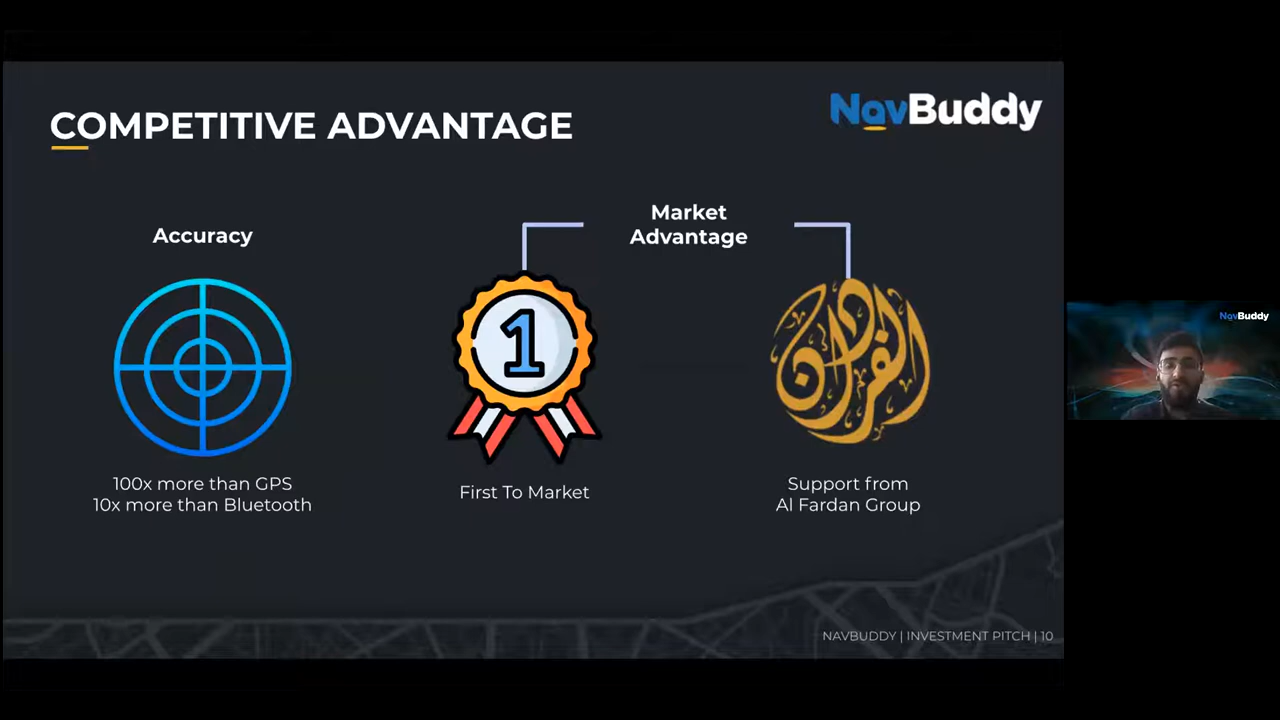 COMPETITIVE ADVANTAGE
NavBuddy
Accuracy
Market
Advantage
1
الفردان
100x more than GPS
10x more than Bluetooth
First To Market
Support from
Al Fardan Group
NAVBUDDY | INVESTMENT PITCH | 10
NavBuddy